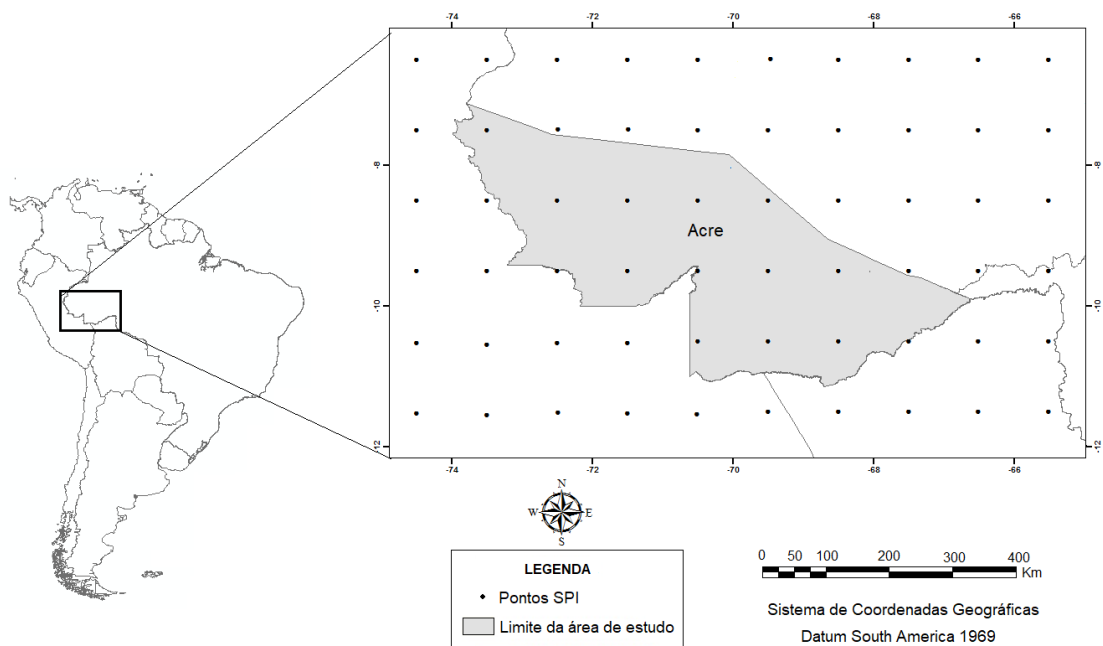 -74 -72 -70 -68 -66
-8 -8
Acre
-10 -10
-12 -12
-74 -72 -70 -68 -66
N
W E
S
LEGENDA
Pontos SPI
Limite da área de estudo
0 50 100 200 300 400
Km
Sistema de Coordenadas Geográficas
Datum South America 1969